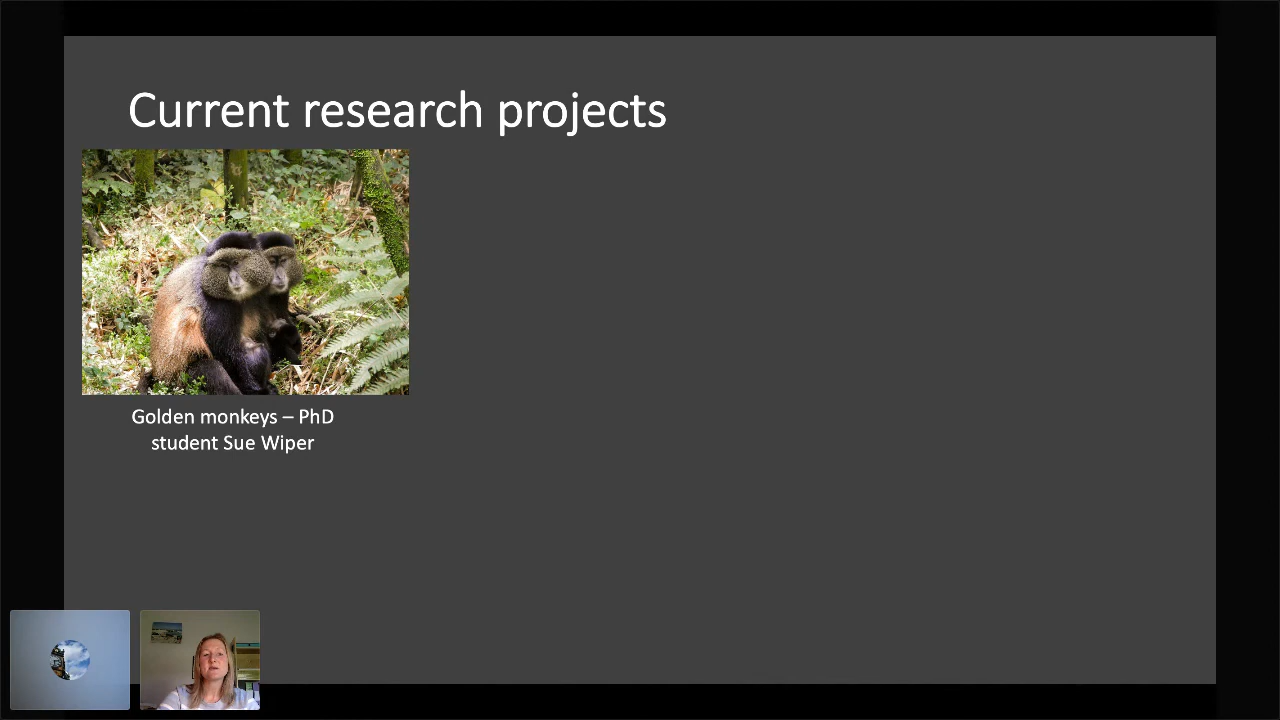 Current research projects
Golden monkeys – PhD
student Sue Wiper